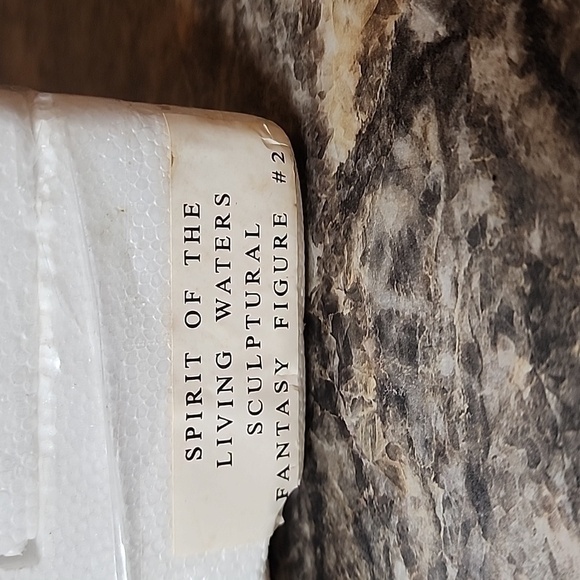 SPIRIT OF THE
LIVING WATERS
SCULPTURAL
FANTASY FIGURE #2